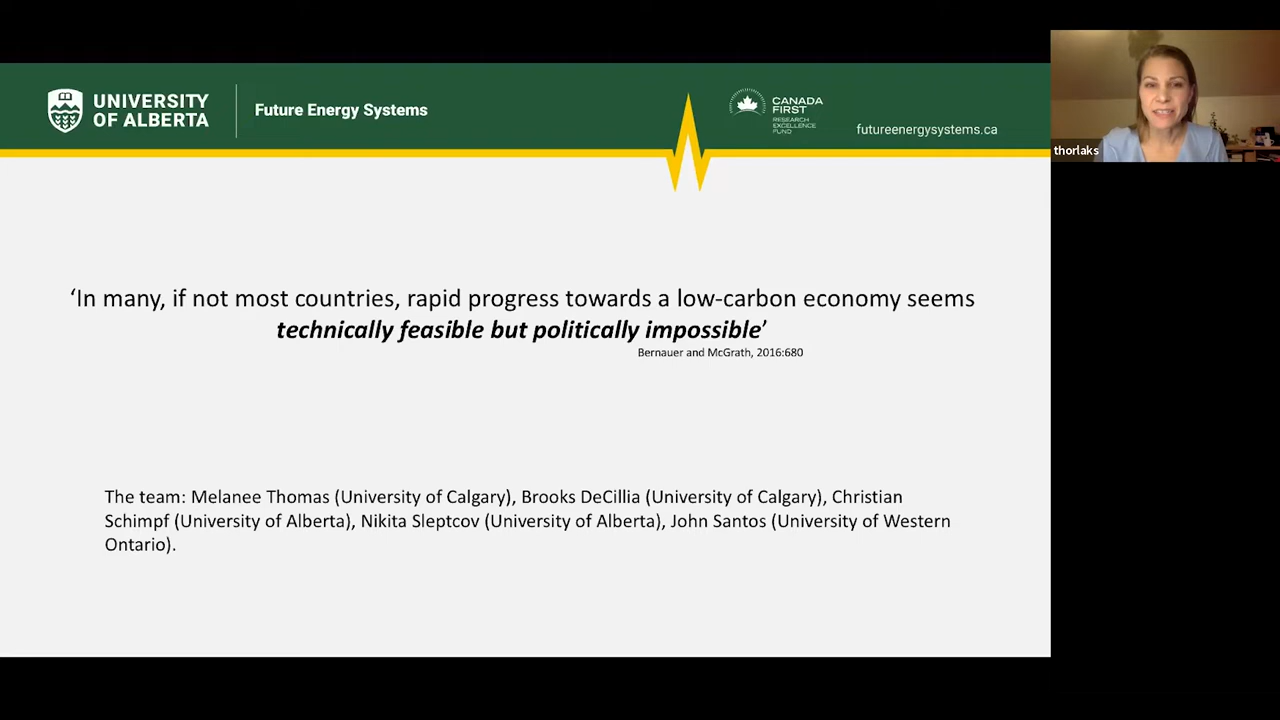 UNIVERSITY
OF ALBERTA
Future Energy Systems
CANADA
FIRST
RESEARCH
EXCELLENCE
FUND
futureenergysystems.ca
thorlaks
‘In many, if not most countries, rapid progress towards a low-carbon economy seems
technically feasible but politically impossible’
Bernauer and McGrath, 2016:680
The team: Melanee Thomas (University of Calgary), Brooks DeCillia (University of Calgary), Christian
Schimpf (University of Alberta), Nikita Sleptcov (University of Alberta), John Santos (University of Western
Ontario).